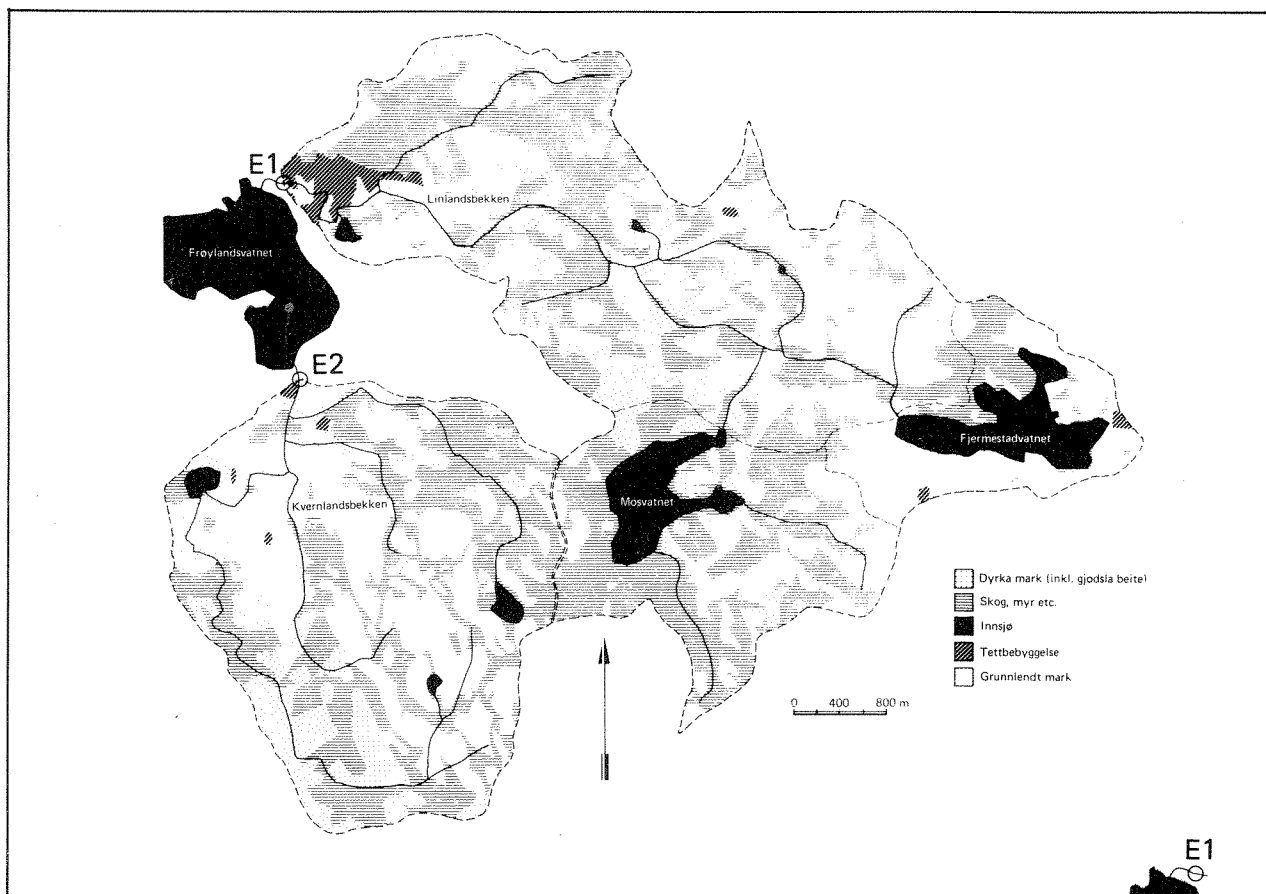 E1
Linlandsbekken
Frøylandsvatnet
E2
Fjermestadvatnet
Mosvatnet
Kvernlandsbekken
Dyrka mark (inkl. gjødsla beite)
Skog, myr etc.
Innsjø
Tettbebyggelse
Grunnlendt mark
0 400 800 m
E1